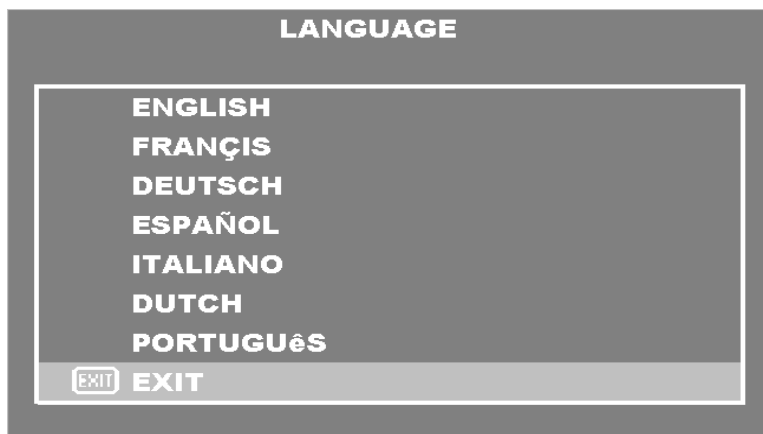 LANGUAGE
ENGLISH
FRANÇIS
DEUTSCH
ESPAÑOL
ITALIANO
DUTCH
PORTUGUêS
EXIT EXIT